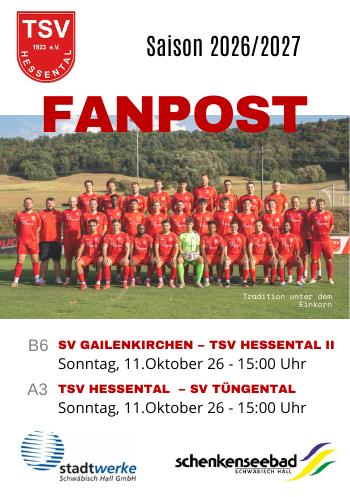 TSV
1923 e.V.
HESSENTAL
Saison 2026/2027
FANPOST
Tradition unter dem
Einkorn
B6 SV GAILENKIRCHEN – TSV HESSENTAL II
Sonntag, 11.Oktober 26 - 15:00 Uhr
A3 TSV HESSENTAL – SV TÜNGENTAL
Sonntag, 11.Oktober 26 - 15:00 Uhr
stadtwerke
Schwäbisch Hall GmbH
schenkenseebad
SCHWÄBISCH HALL